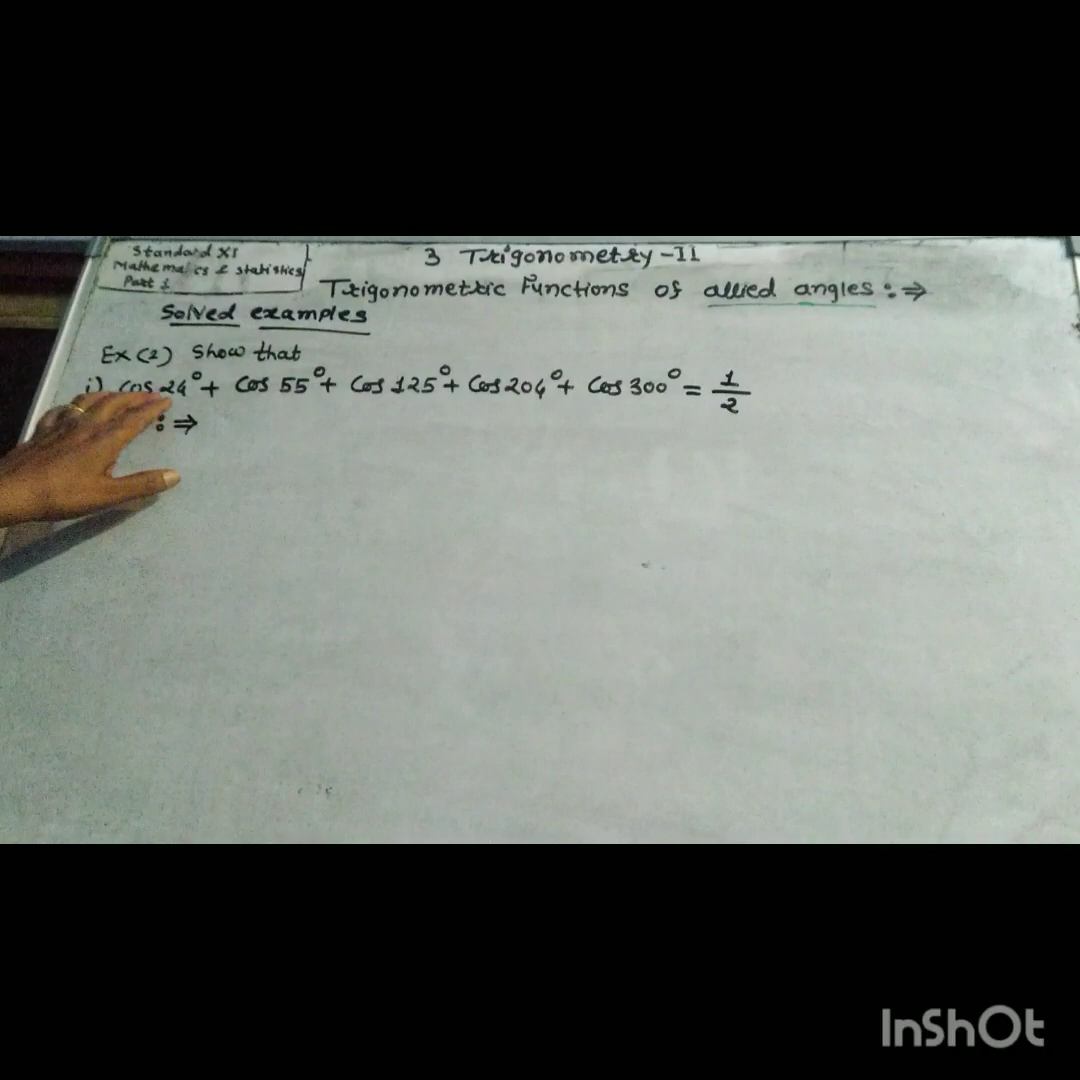 Standard XI
Mathematics & statistics
Part 1
3 Trigonometry-II
Trigonometric Functions of allied angles :⇒
Solved examples
Ex (2) Show that
i) cos 24° + cos 55° + cos 125° + cos 204° + cos 300° = 1/2
:⇒
InShOt